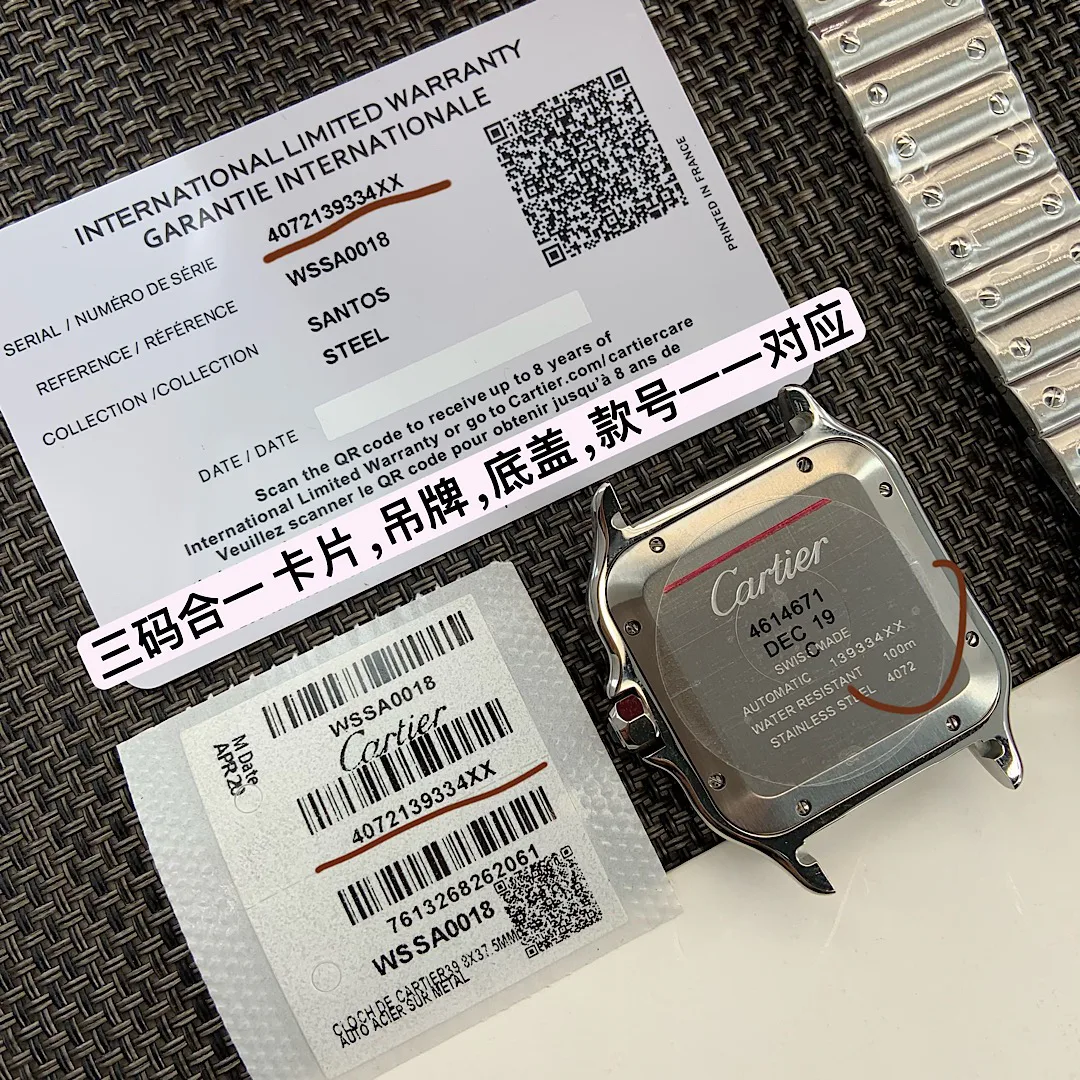 INTERNATIONAL LIMITED WARRANTY
GARANTIE INTERNATIONALE
SERIAL / NUMÉRO DE SÉRIE 4072139334XX
REFERENCE / RÉFÉRENCE WSSA0018
COLLECTION /COLLECTION SANTOS
STEEL
DATE / DATE
Scan the QR code to receive up to 8 years of
International Limited Warranty or go to Cartier.com/cartiercare
Veuillez scanner le QR code pour obtenir jusqu'à 8 ans de
PRINTED IN FRANCE
三码合一 卡片 ,吊牌 ,底盖 ,款号一一对应
Cartier
4614671
DEC 19
C
SWISS MADE
AUTOMATIC 139334XX
WATER RESISTANT 100m
STAINLESS STEEL 4072
WSSA0018
Cartier
M Date
APR 20
4072139334XX
7613268262061
WSSA0018
CLOCH DE CARTIER39.8X37.5MM
AUTO ACIER SUR METAL